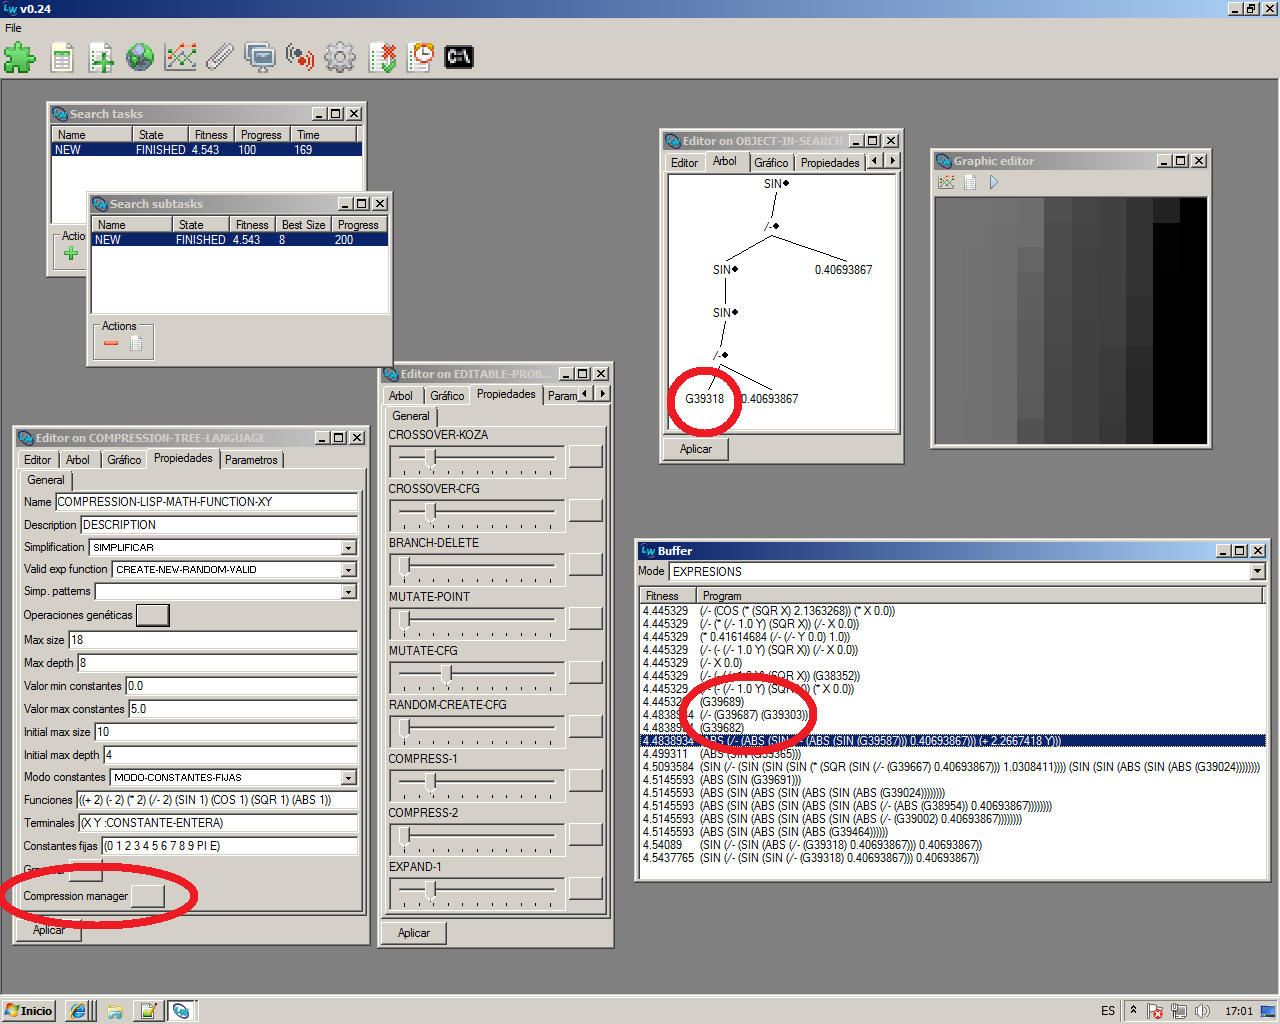 v0.24
File
C:\
Search tasks
Name State Fitness Progress Time
NEW FINISHED 4.543 100 169
Search subtasks
Name State Fitness Best Size Progress
NEW FINISHED 4.543 8 200
Actions
Editor on OBJECT-IN-SEARCH
Editor Arbol Gráfico Propiedades
SIN
/-
SIN 0.40693867
SIN
/-
G39318 0.40693867
Aplicar
Graphic editor
Editor on EDITABLE-PROB...
Arbol Gráfico Propiedades Param
General
CROSSOVER-KOZA
CROSSOVER-CFG
BRANCH-DELETE
MUTATE-POINT
MUTATE-CFG
RANDOM-CREATE-CFG
COMPRESS-1
COMPRESS-2
EXPAND-1
Aplicar
Editor on COMPRESSION-TREE-LANGUAGE
Editor Arbol Gráfico Propiedades Parametros
General
Name COMPRESSION-LISP-MATH-FUNCTION-XY
Description DESCRIPTION
Simplification SIMPLIFICAR
Valid exp function CREATE-NEW-RANDOM-VALID
Simp. patterns
Operaciones genéticas
Max size 18
Max depth 8
Valor min constantes 0.0
Valor max constantes 5.0
Initial max size 10
Initial max depth 4
Modo constantes MODO-CONSTANTES-FIJAS
Funciones ((+ 2) (- 2) (* 2) (/- 2) (SIN 1) (COS 1) (SQR 1) (ABS 1))
Terminales (X Y :CONSTANTE-ENTERA)
Constantes fijas (0 1 2 3 4 5 6 7 8 9 PI E)
Compression manager
Aplicar
Buffer
Mode EXPRESIONS
Fitness Program
4.445329 (/- (COS (* (SQR X) 2.1363268)) (* X 0.0))
4.445329 (/- (* (/- 1.0 Y) (SQR X)) (/- X 0.0))
4.445329 (* 0.41614684 (/- (/- Y 0.0) 1.0))
4.445329 (/- (- (/- 1.0 Y) (SQR X)) (/- X 0.0))
4.445329 (/- X 0.0)
4.445329 (/- (- (/- 1.0 Y) (SQR X)) (G38352))
4.445329 (/- (- (/- 1.0 Y) (SQR X)) (* X 0.0))
4.445329 (G39689)
4.4838934 (/- (G39687) (G39303))
4.4838934 (G39682)
4.4838934 (ABS (/- (ABS (SIN (/- (ABS (SIN (G39587))) 0.40693867))) (+ 2.2667418 Y)))
4.499311 (ABS (SIN (G39365)))
4.5093584 (SIN (/- (SIN (SIN (SIN (* (SQR (SIN (/- (G39667) 0.40693867))) 1.0308411)))) (SIN (SIN (ABS (SIN (ABS (G39024))))))))
4.5145593 (ABS (SIN (G39691)))
4.5145593 (ABS (SIN (ABS (SIN (ABS (SIN (ABS (G39024))))))))
4.5145593 (ABS (SIN (ABS (SIN (ABS (SIN (ABS (/- (ABS (G38954)) 0.40693867))))))))
4.5145593 (ABS (SIN (ABS (SIN (ABS (SIN (ABS (/- (G39002) 0.40693867))))))))
4.5145593 (ABS (SIN (ABS (SIN (ABS (G39464))))))
4.54089 (SIN (/- (SIN (ABS (/- (G39318) 0.40693867))) 0.40693867))
4.5437765 (SIN (/- (SIN (SIN (/- (G39318) 0.40693867))) 0.40693867))
Inicio ES 17:01